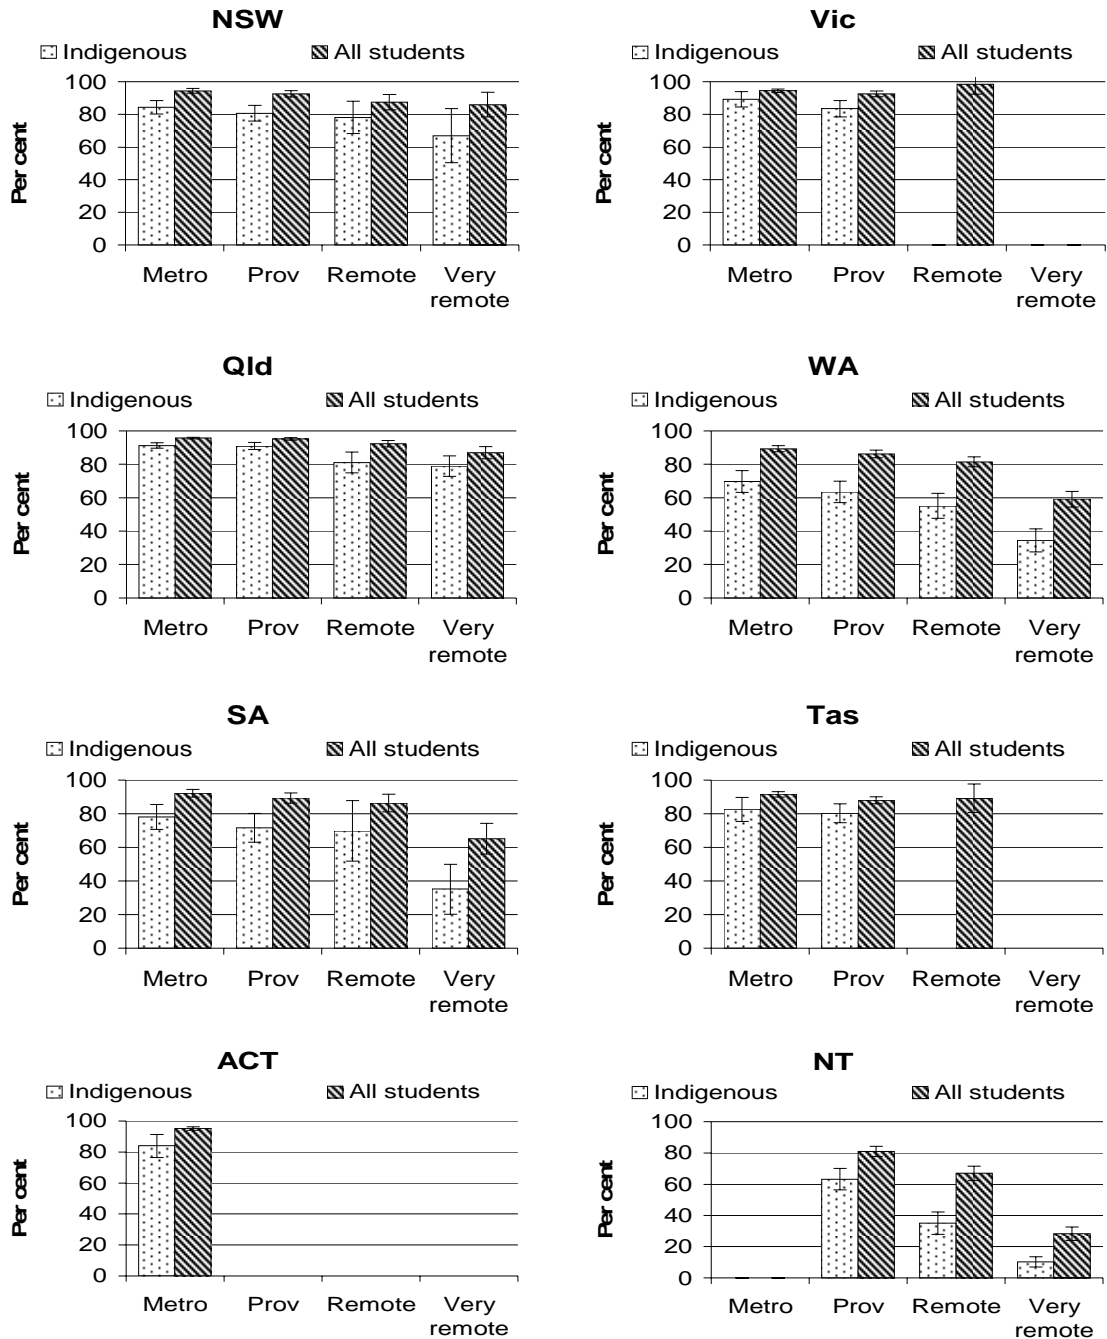 NSW
Indigenous All students
Per cent
100
80
60
40
20
0
Metro Prov Remote Very
remote
Vic
Indigenous All students
Per cent
100
80
60
40
20
0
Metro Prov Remote Very
remote
Qld
Indigenous All students
Per cent
100
80
60
40
20
0
Metro Prov Remote Very
remote
WA
Indigenous All students
Per cent
100
80
60
40
20
0
Metro Prov Remote Very
remote
SA
Indigenous All students
Per cent
100
80
60
40
20
0
Metro Prov Remote Very
remote
Tas
Indigenous All students
Per cent
100
80
60
40
20
0
Metro Prov Remote Very
remote
ACT
Indigenous All students
Per cent
100
80
60
40
20
0
Metro Prov Remote Very
remote
NT
Indigenous All students
Per cent
100
80
60
40
20
0
Metro Prov Remote Very
remote